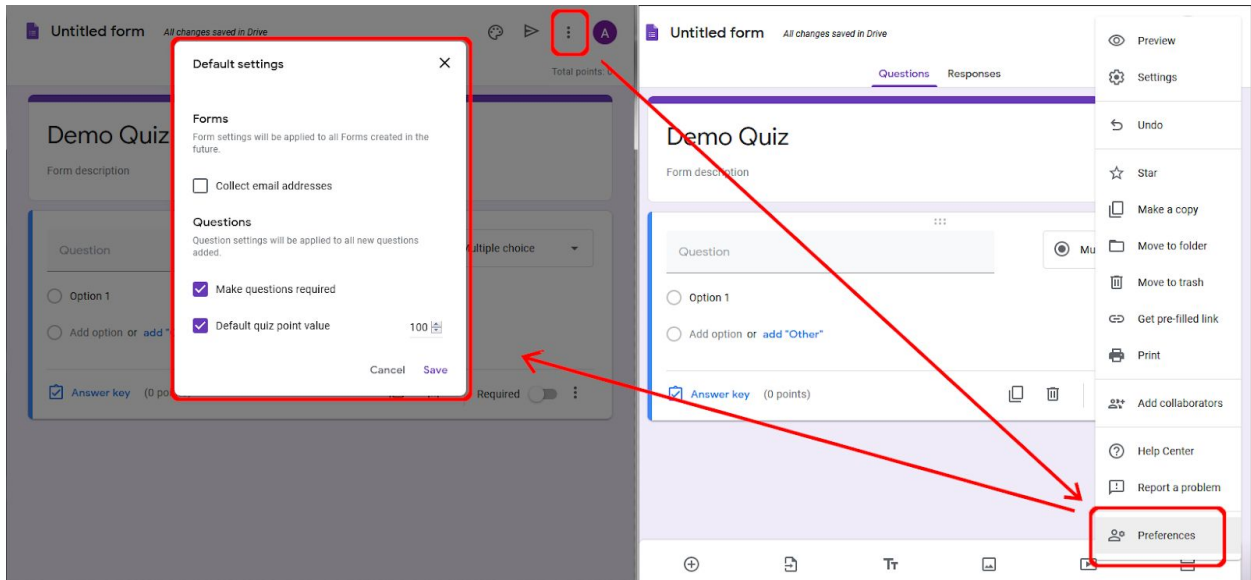 Untitled form All changes saved in Drive
A
Total points: 0
Default settings
Forms
Form settings will be applied to all Forms created in the
future.
Collect email addresses
Questions
Question settings will be applied to all new questions
added.
Make questions required
Default quiz point value 100
Cancel Save
Demo Quiz
Form description
Question
Multiple choice
Option 1
Add option or add "
Answer key (0 po
Required
Untitled form All changes saved in Drive
Questions Responses
Demo Quiz
Form description
Question
Mu
Option 1
Add option or add "Other"
Answer key (0 points)
Preview
Settings
Undo
Star
Make a copy
Move to folder
Move to trash
Get pre-filled link
Print
Add collaborators
Help Center
Report a problem
Preferences
Tт